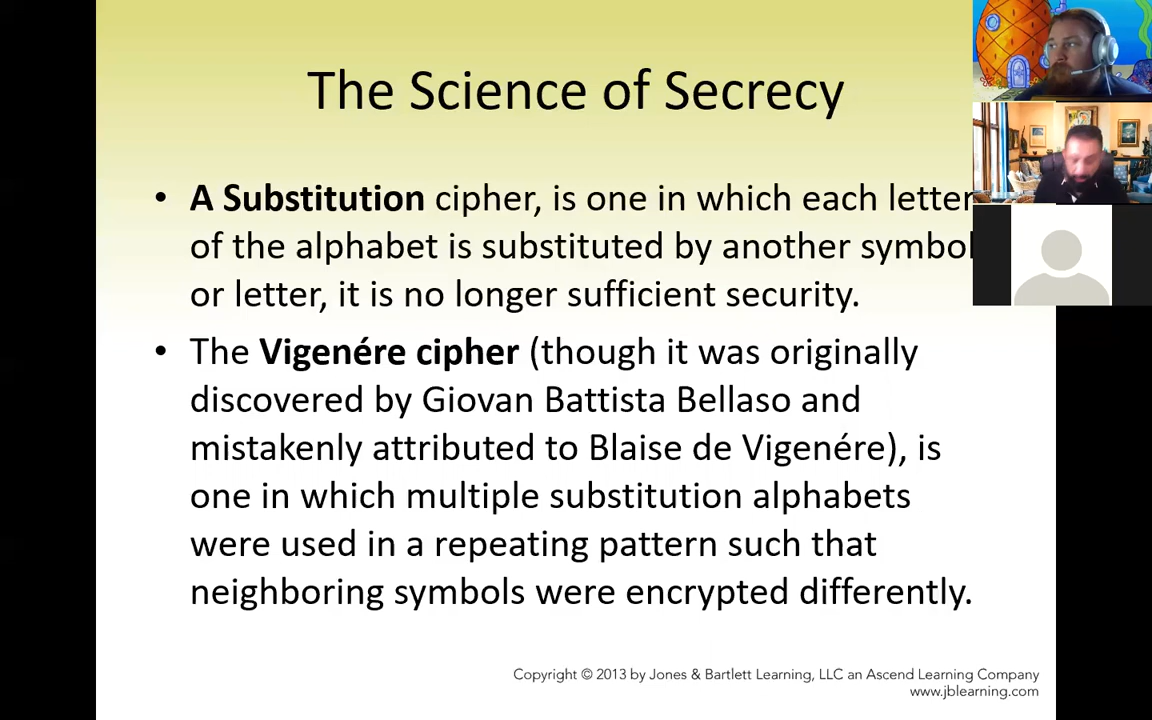 The Science of Secrecy
• A Substitution cipher, is one in which each letter
of the alphabet is substituted by another symbol
or letter, it is no longer sufficient security.
• The Vigenére cipher (though it was originally
discovered by Giovan Battista Bellaso and
mistakenly attributed to Blaise de Vigenére), is
one in which multiple substitution alphabets
were used in a repeating pattern such that
neighboring symbols were encrypted differently.
Copyright © 2013 by Jones & Bartlett Learning, LLC an Ascend Learning Company
www.jblearning.com